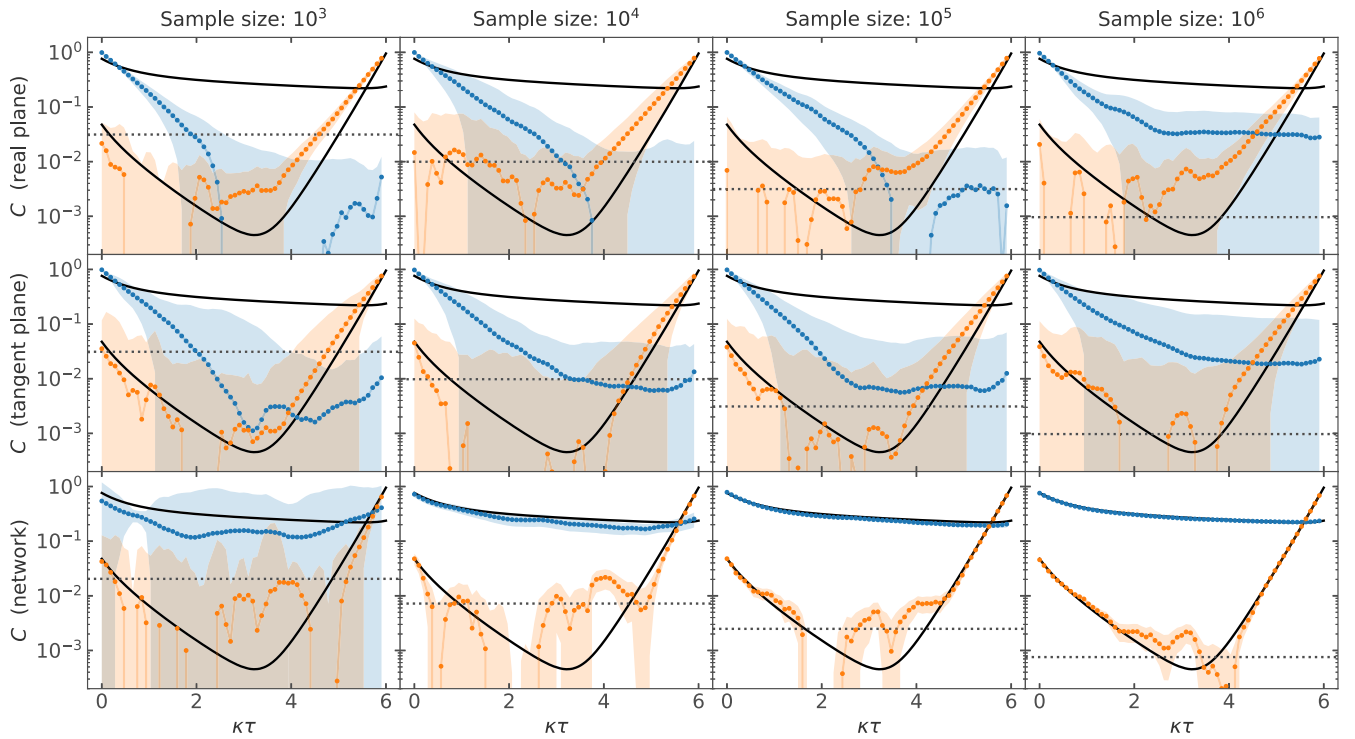 Sample size: 10³ Sample size: 10⁴ Sample size: 10⁵ Sample size: 10⁶
C (real plane)
10⁰
10⁻¹
10⁻²
10⁻³
C (tangent plane)
10⁰
10⁻¹
10⁻²
10⁻³
C (network)
10⁰
10⁻¹
10⁻²
10⁻³
0 2 4 6 0 2 4 6 0 2 4 6 0 2 4 6
κτ κτ κτ κτ